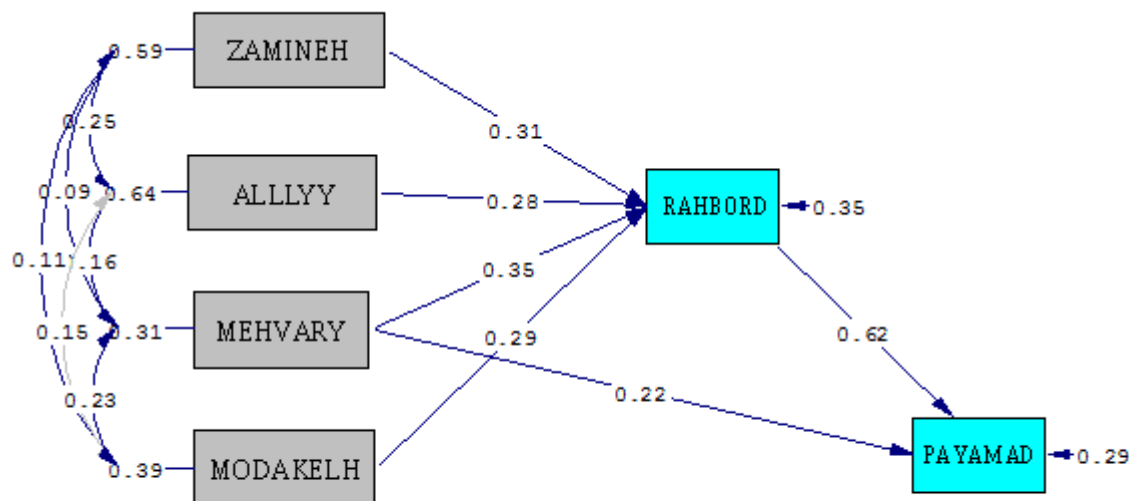 0.59 ZAMINEH
0.25
0.31
0.09 0.64 ALLLYY 0.28 RAHBORD 0.35
0.11 .16 0.35
0.15 0.31 MEHVARY 0.29 0.62
0.22
0.23
0.39 MODAKELH PAYAMAD 0.29